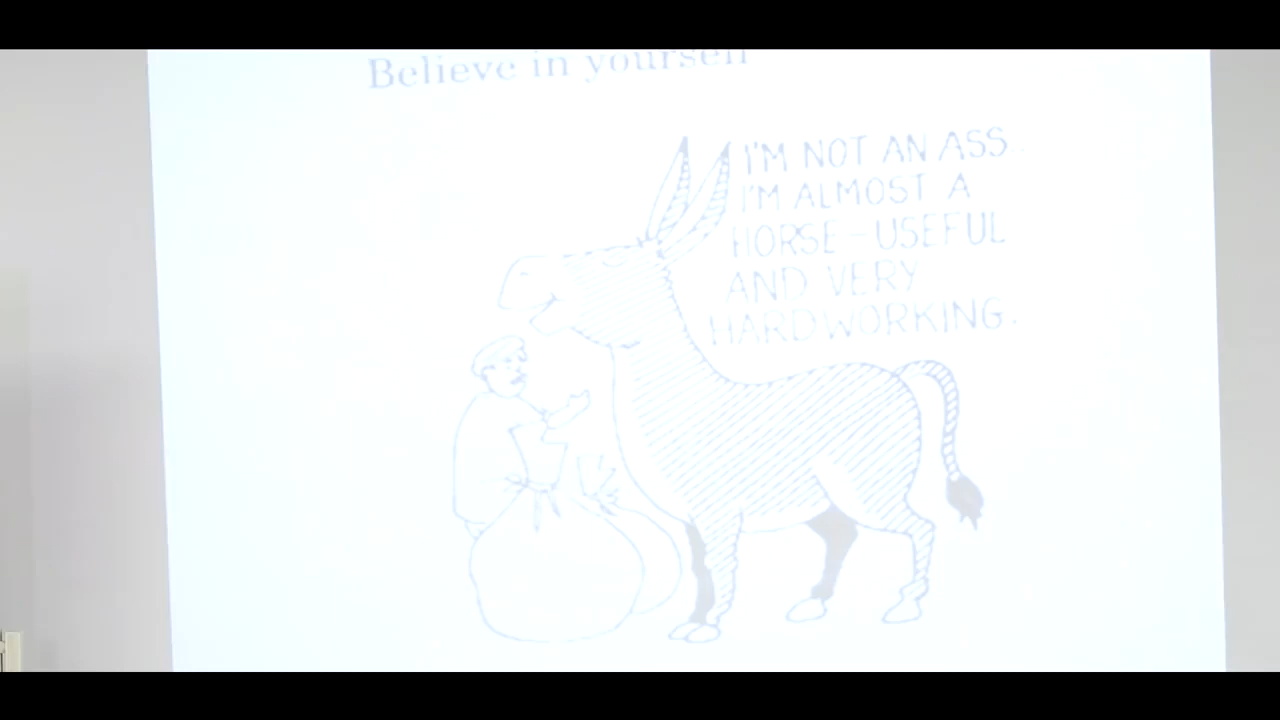 Believe in yourself
I'M NOT AN ASS..
I'M ALMOST A
HORSE – USEFUL
AND VERY
HARDWORKING.